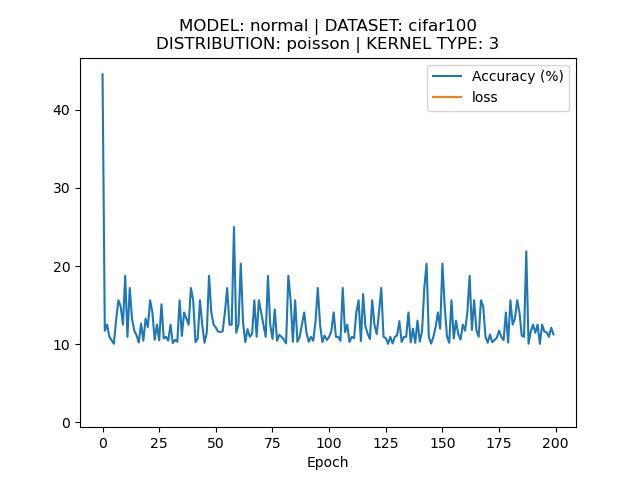 MODEL: normal | DATASET: cifar100
DISTRIBUTION: poisson | KERNEL TYPE: 3
Accuracy (%)
loss
40
30
20
10
0
0 25 50 75 100 125 150 175 200
Epoch